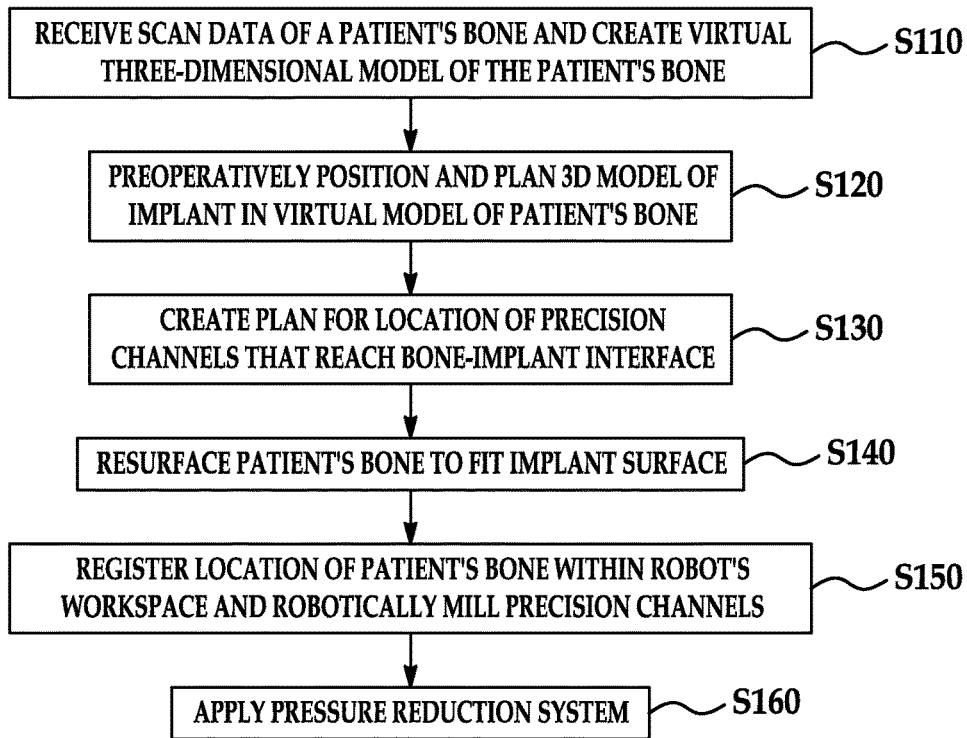 RECEIVE SCAN DATA OF A PATIENT'S BONE AND CREATE VIRTUAL
THREE-DIMENSIONAL MODEL OF THE PATIENT'S BONE
S110
PREOPERATIVELY POSITION AND PLAN 3D MODEL OF
IMPLANT IN VIRTUAL MODEL OF PATIENT'S BONE
S120
CREATE PLAN FOR LOCATION OF PRECISION
CHANNELS THAT REACH BONE-IMPLANT INTERFACE
S130
RESURFACE PATIENT'S BONE TO FIT IMPLANT SURFACE
S140
REGISTER LOCATION OF PATIENT'S BONE WITHIN ROBOT'S
WORKSPACE AND ROBOTICALLY MILL PRECISION CHANNELS
S150
APPLY PRESSURE REDUCTION SYSTEM
S160